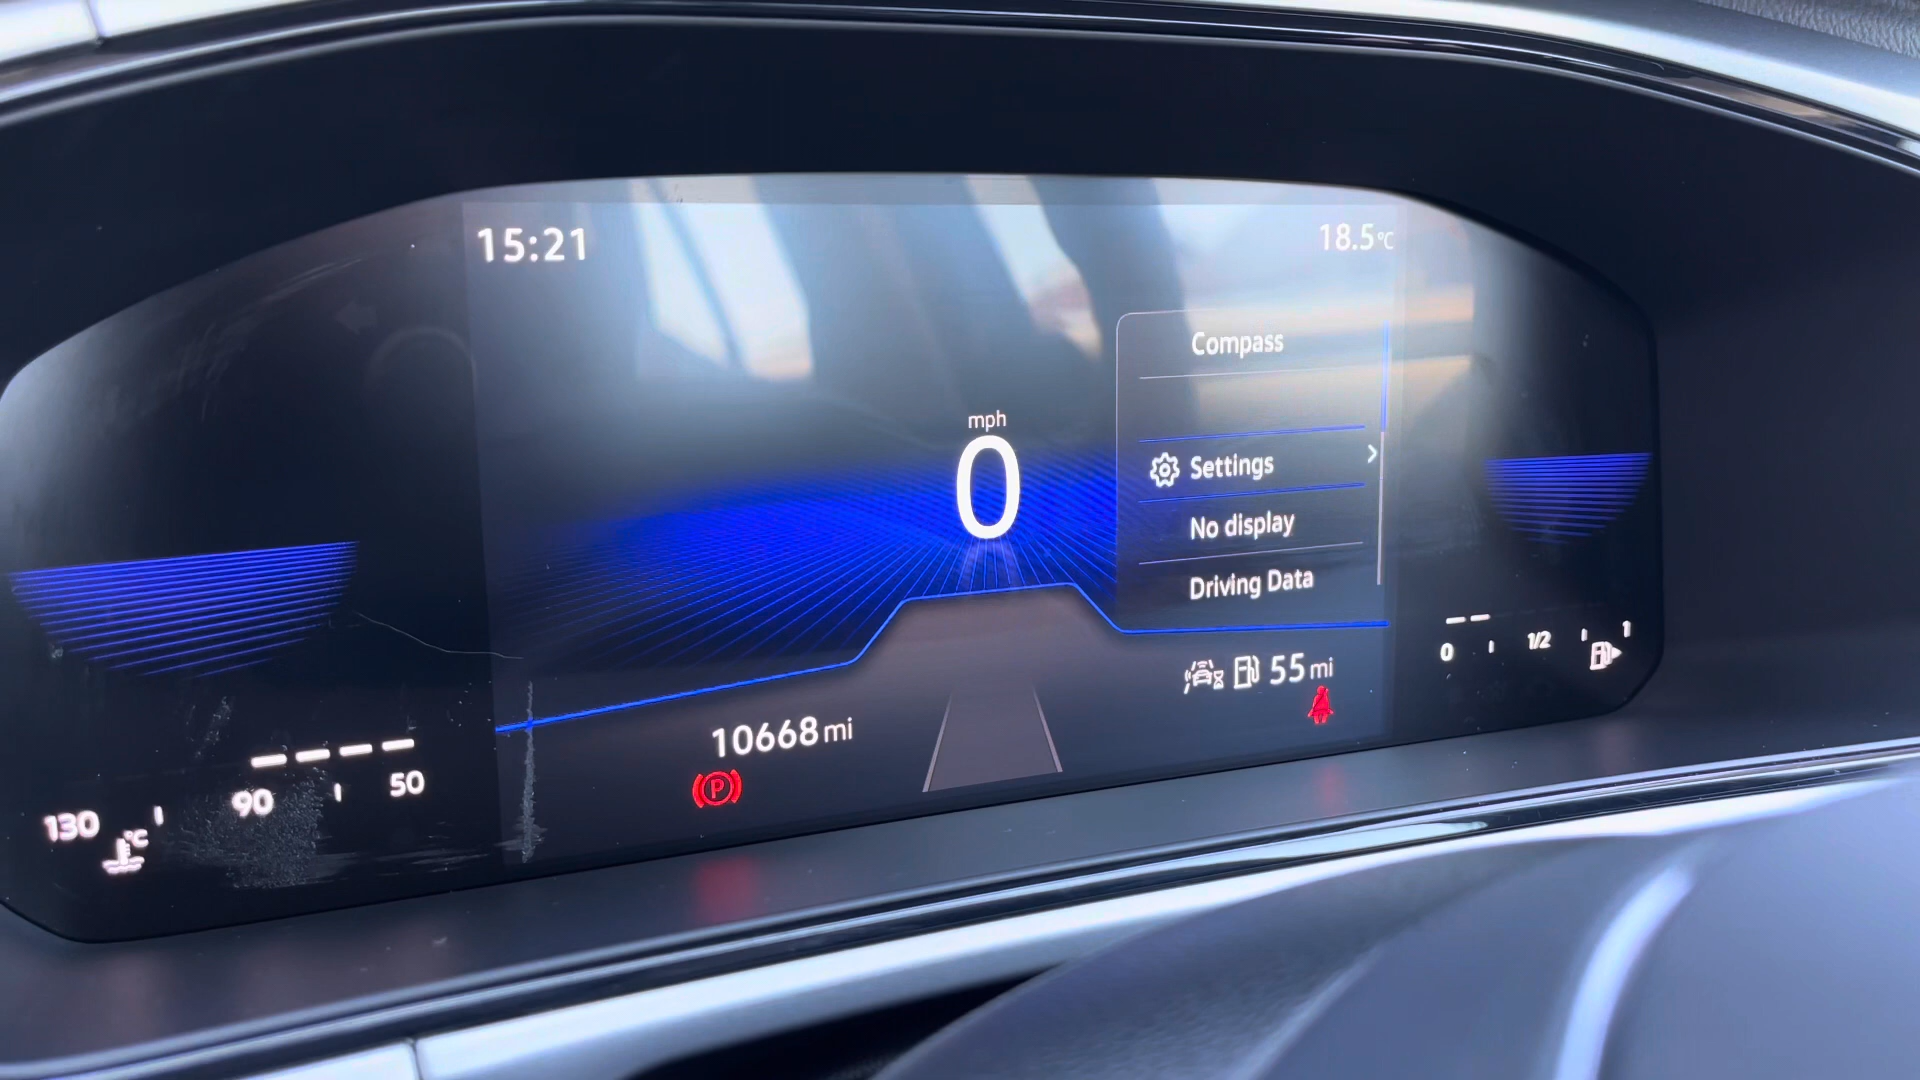 15:21
18.5°C
Compass
mph
0
Settings
No display
Driving Data
55 mi
10668 mi
P
130 90 50
°C
0 1/2 1